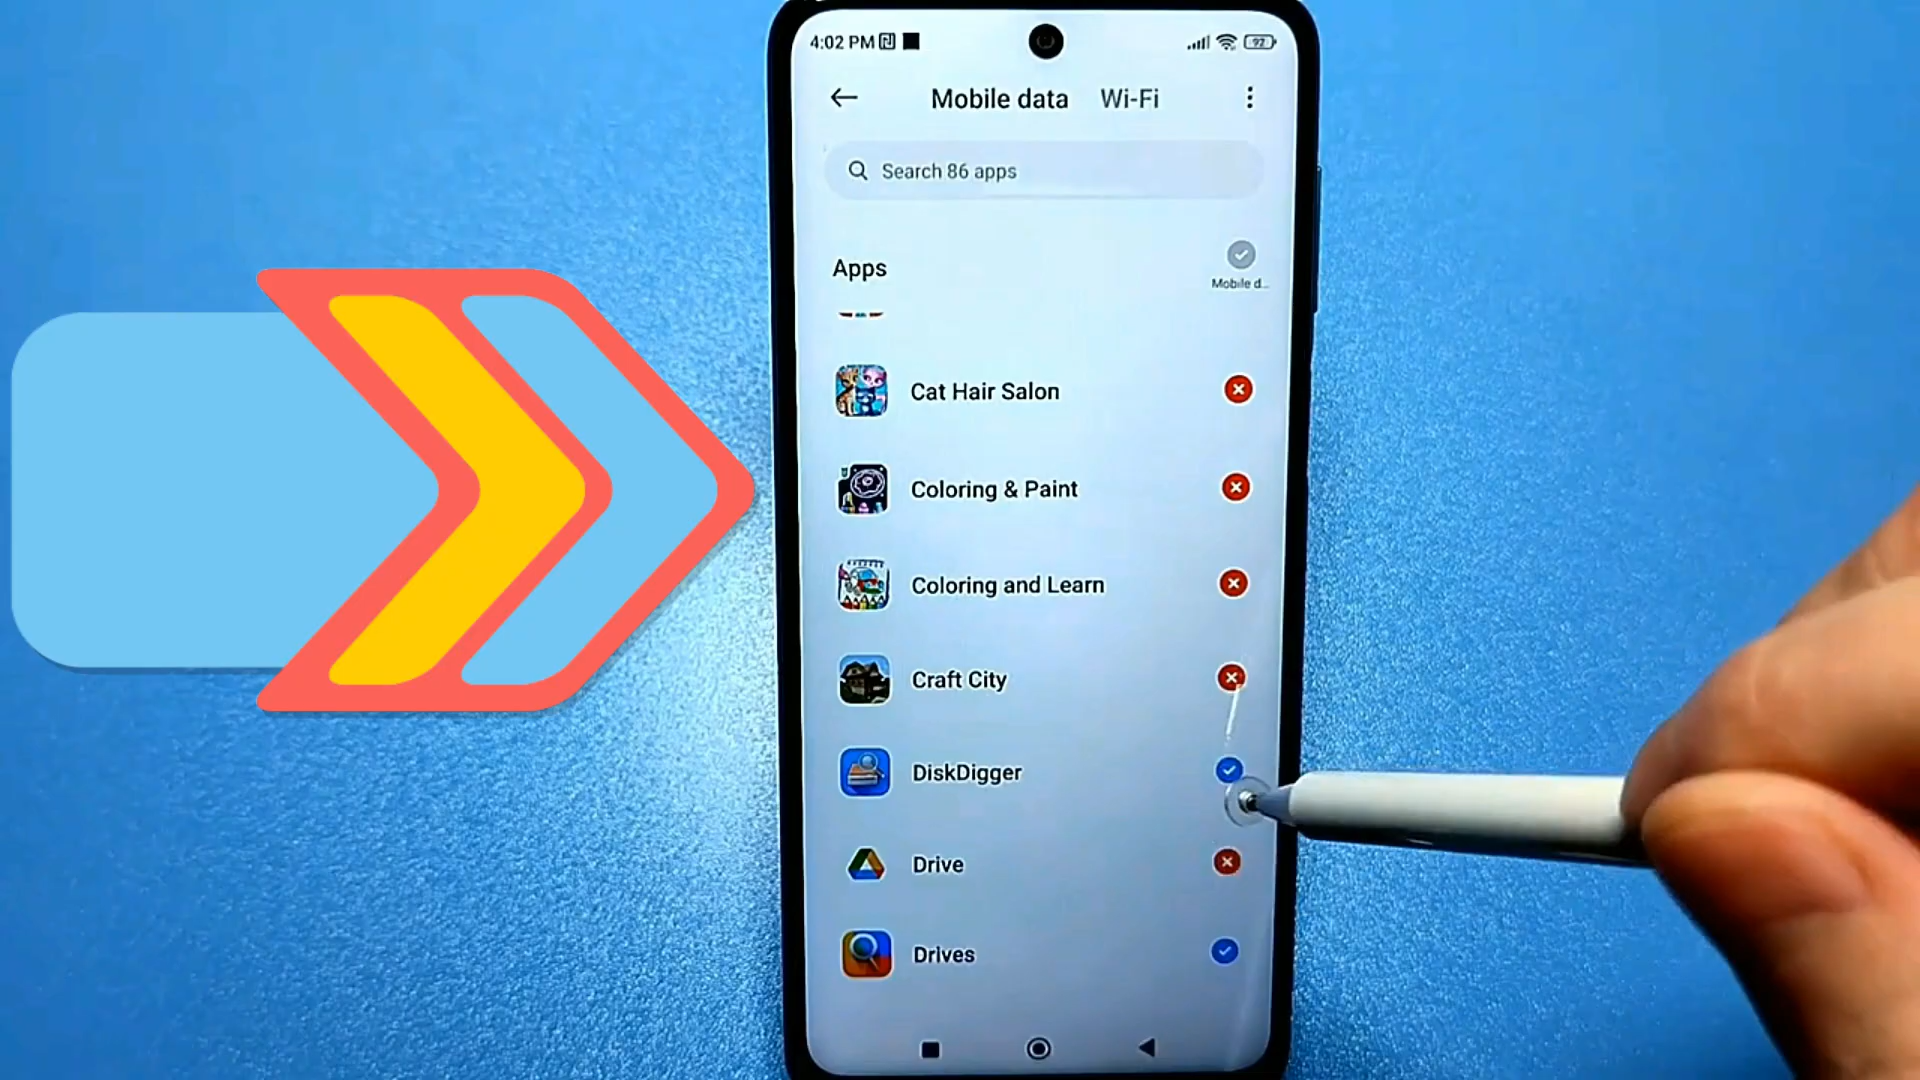 4:02 PM
92
Mobile data Wi-Fi
Search 86 apps
Apps
Mobile d...
Cat Hair Salon
Coloring & Paint
Coloring and Learn
Craft City
DiskDigger
Drive
Drives